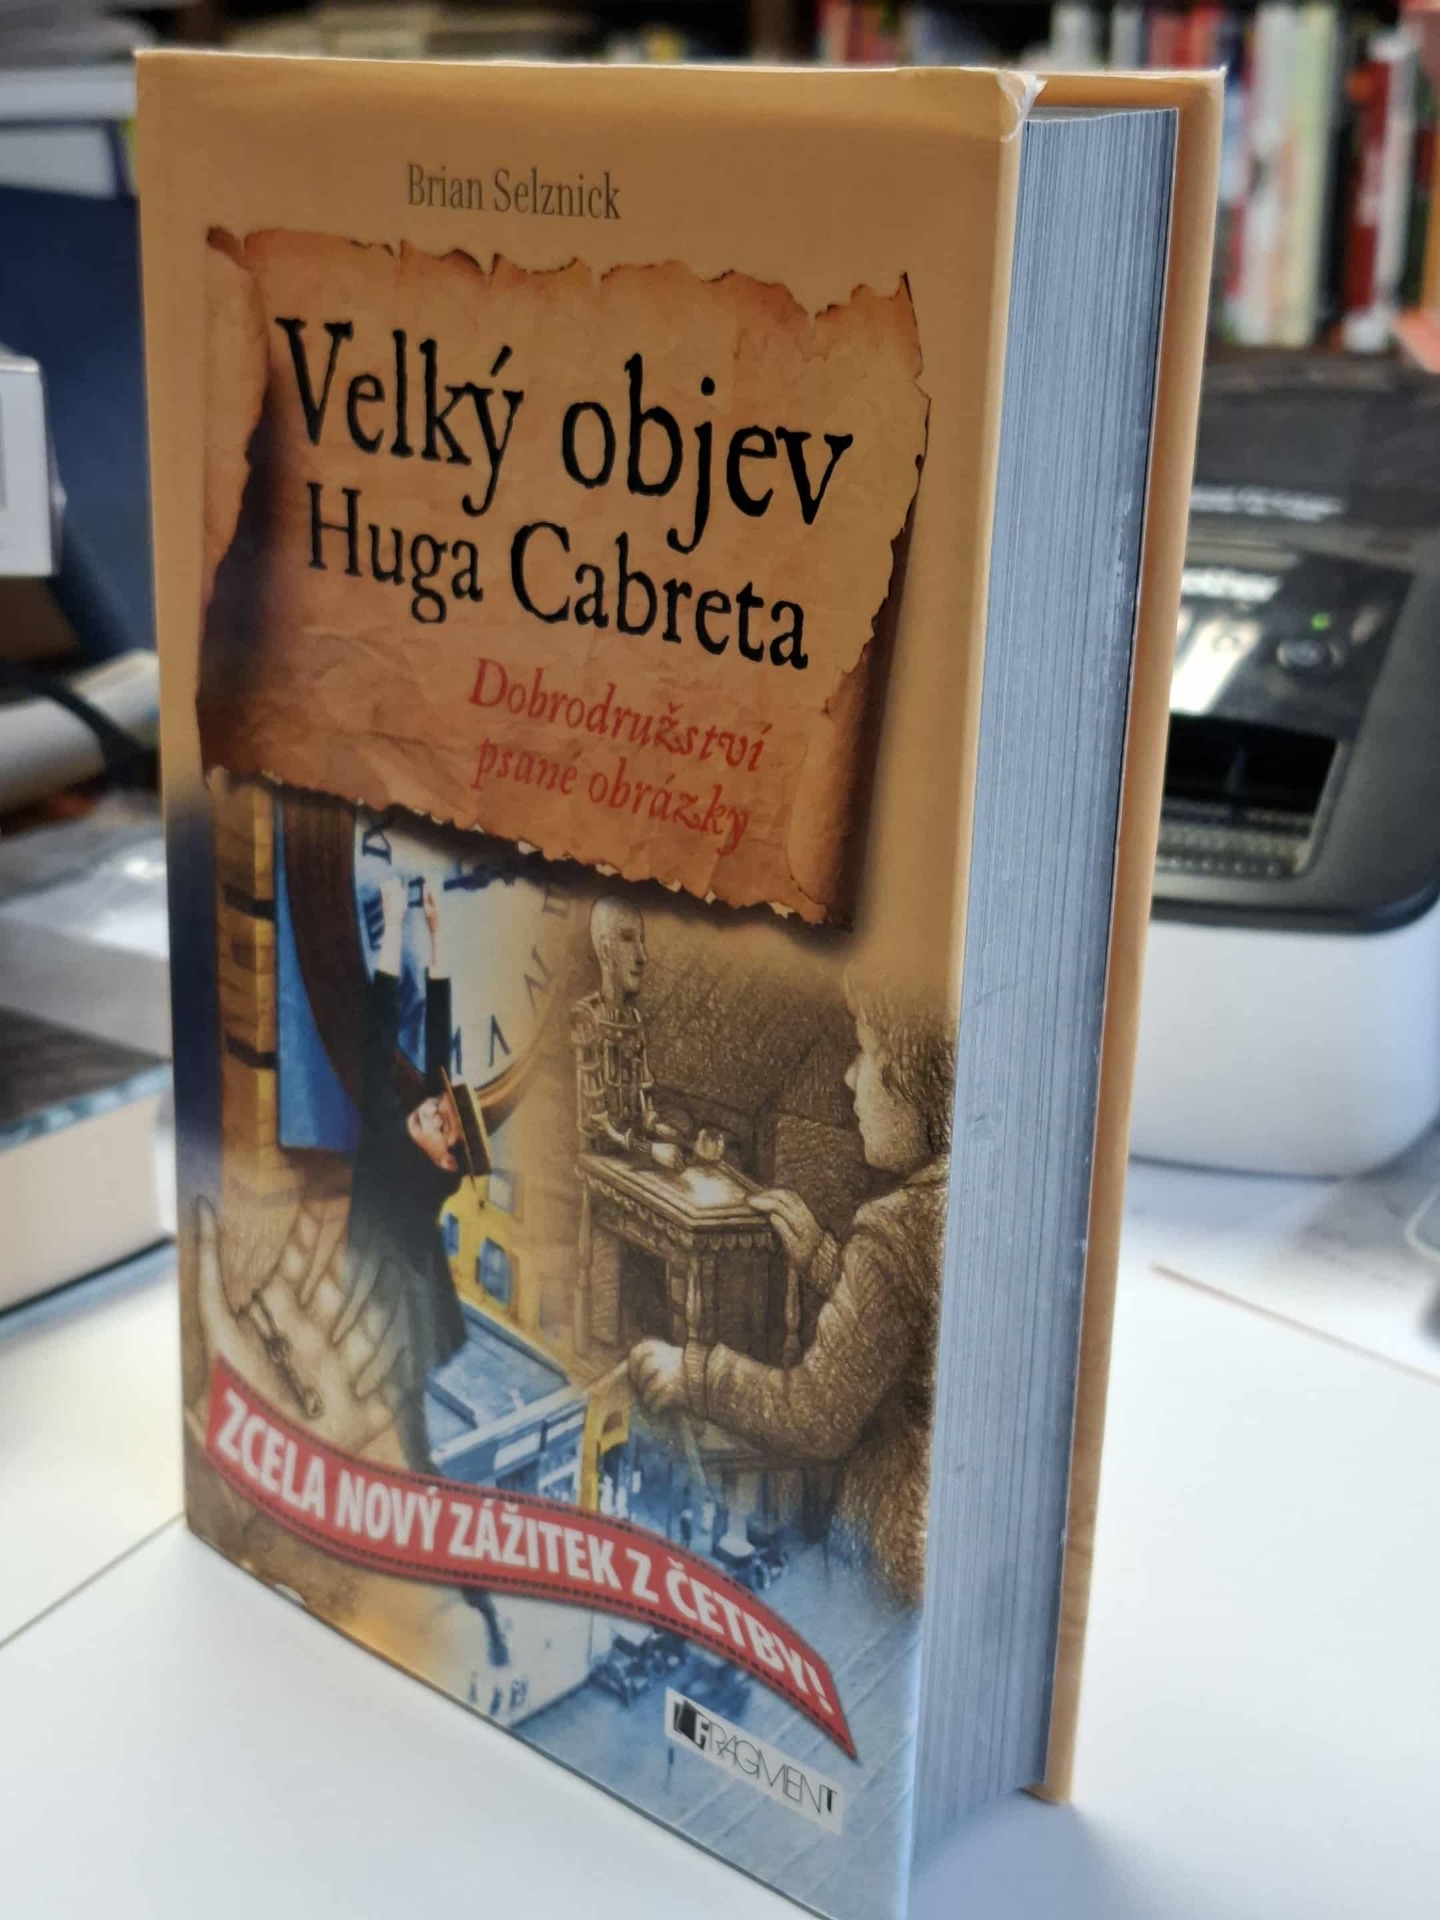 Brian Selznick
Velký objev
Huga Cabreta
Dobrodružství
psané obrázky
ZCELA NOVÝ ZÁŽITEK Z ČETBY!
FRAGMENT